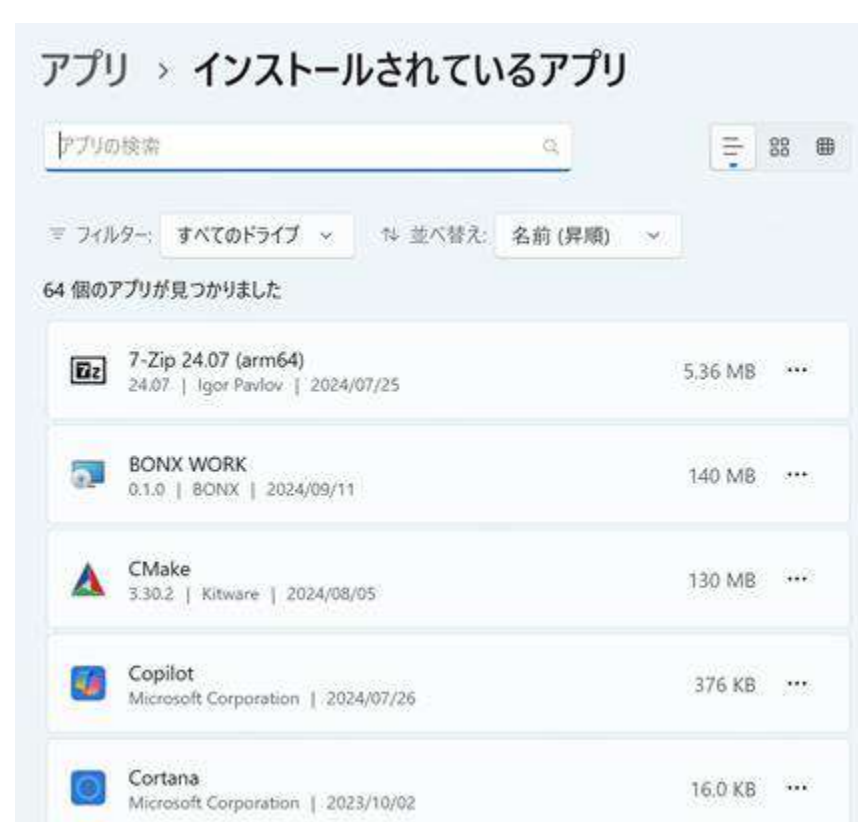 アプリ › インストールされているアプリ
アプリの検索
フィルター: すべてのドライブ 並べ替え: 名前 (昇順)
64 個のアプリが見つかりました
7-Zip 24.07 (arm64)
24.07 | Igor Pavlov | 2024/07/25
5.36 MB
BONX WORK
0.1.0 | BONX | 2024/09/11
140 MB
CMake
3.30.2 | Kitware | 2024/08/05
130 MB
Copilot
Microsoft Corporation | 2024/07/26
376 KB
Cortana
Microsoft Corporation | 2023/10/02
16.0 KB